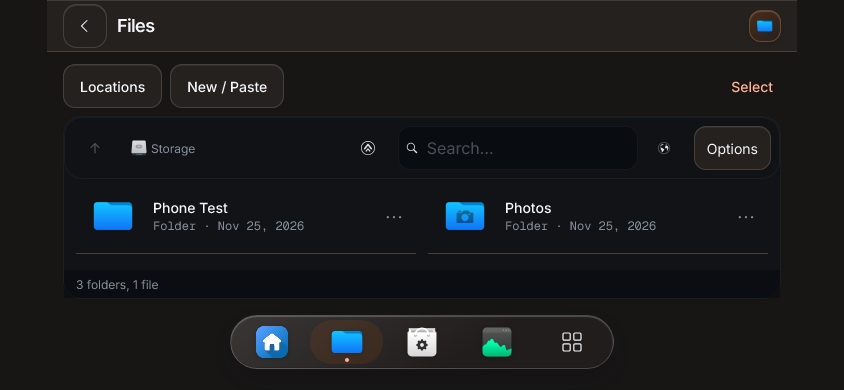 Files
Locations
New / Paste
Select
Storage
Search...
Options
Phone Test
Folder · Nov 25, 2026
Photos
Folder · Nov 25, 2026
3 folders, 1 file